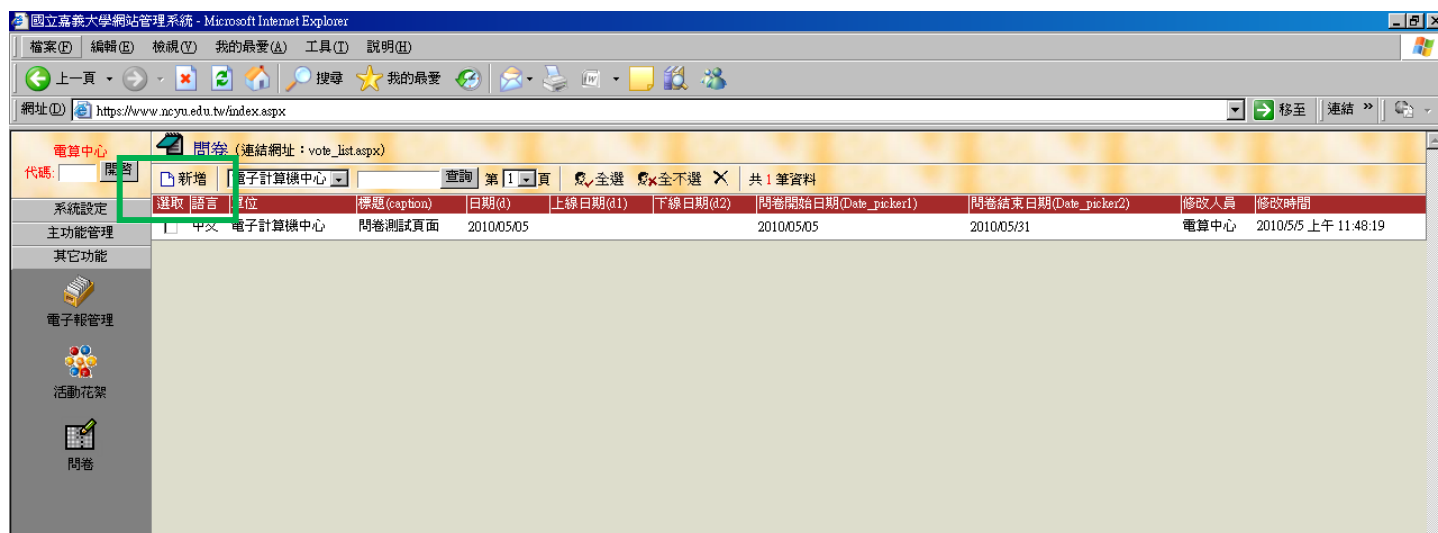 國立嘉義大學網站管理系統 - Microsoft Internet Explorer
檔案(F) 編輯(E) 檢視(V) 我的最愛(A) 工具(T) 說明(H)
上一頁 搜尋 我的最愛
網址(D) https://www.ncyu.edu.tw/index.aspx 移至 連結 »
電算中心
代碼: 開啓
系統設定
主功能管理
其它功能
電子報管理
活動花絮
問卷
問卷 (連結網址：vote_list.aspx)
新增 電子計算機中心 查詢 第 1 頁 全選 全不選 共 1 筆資料
選取 語言 單位 標題(caption) 日期(d) 上線日期(d1) 下線日期(d2) 問卷開始日期(Date_picker1) 問卷結束日期(Date_picker2) 修改人員 修改時間
中文 電子計算機中心 問卷測試頁面 2010/05/05 2010/05/05 2010/05/31 電算中心 2010/5/5 上午 11:48:19